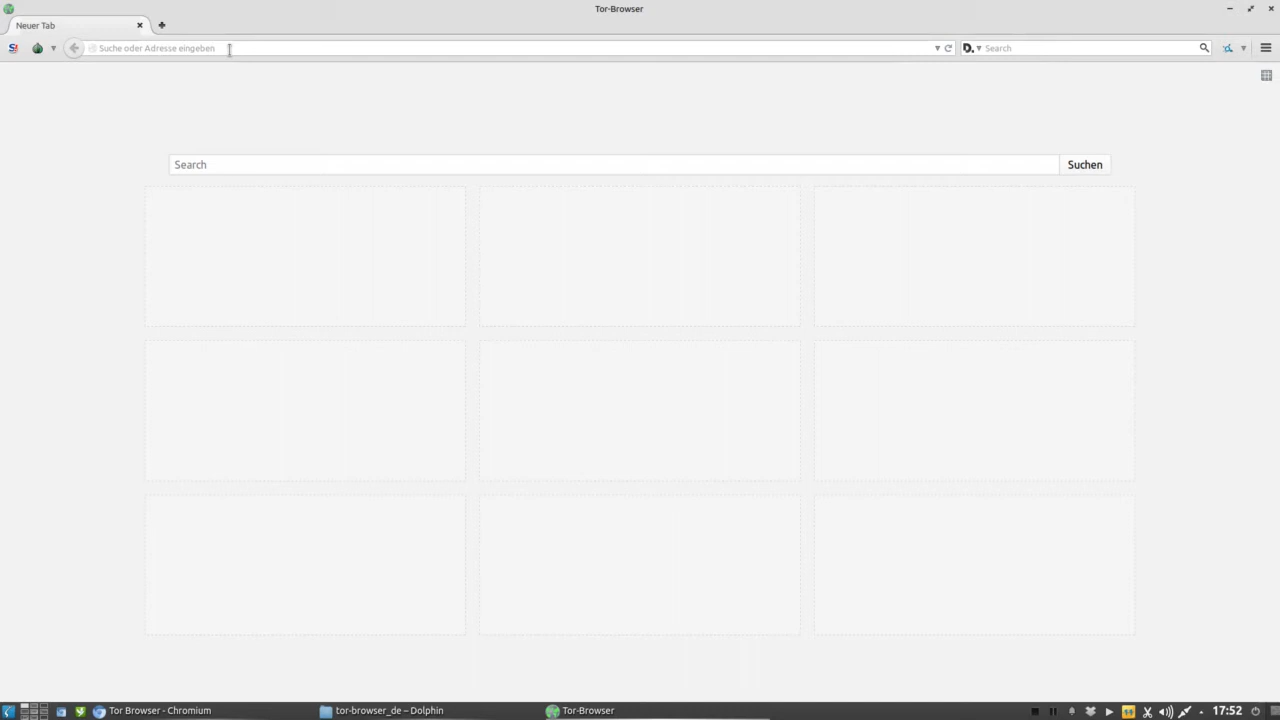 Tor-Browser
Neuer Tab
Suche oder Adresse eingeben
Search
Search
Suchen
Tor Browser - Chromium
tor-browser_de – Dolphin
Tor-Browser
17:52